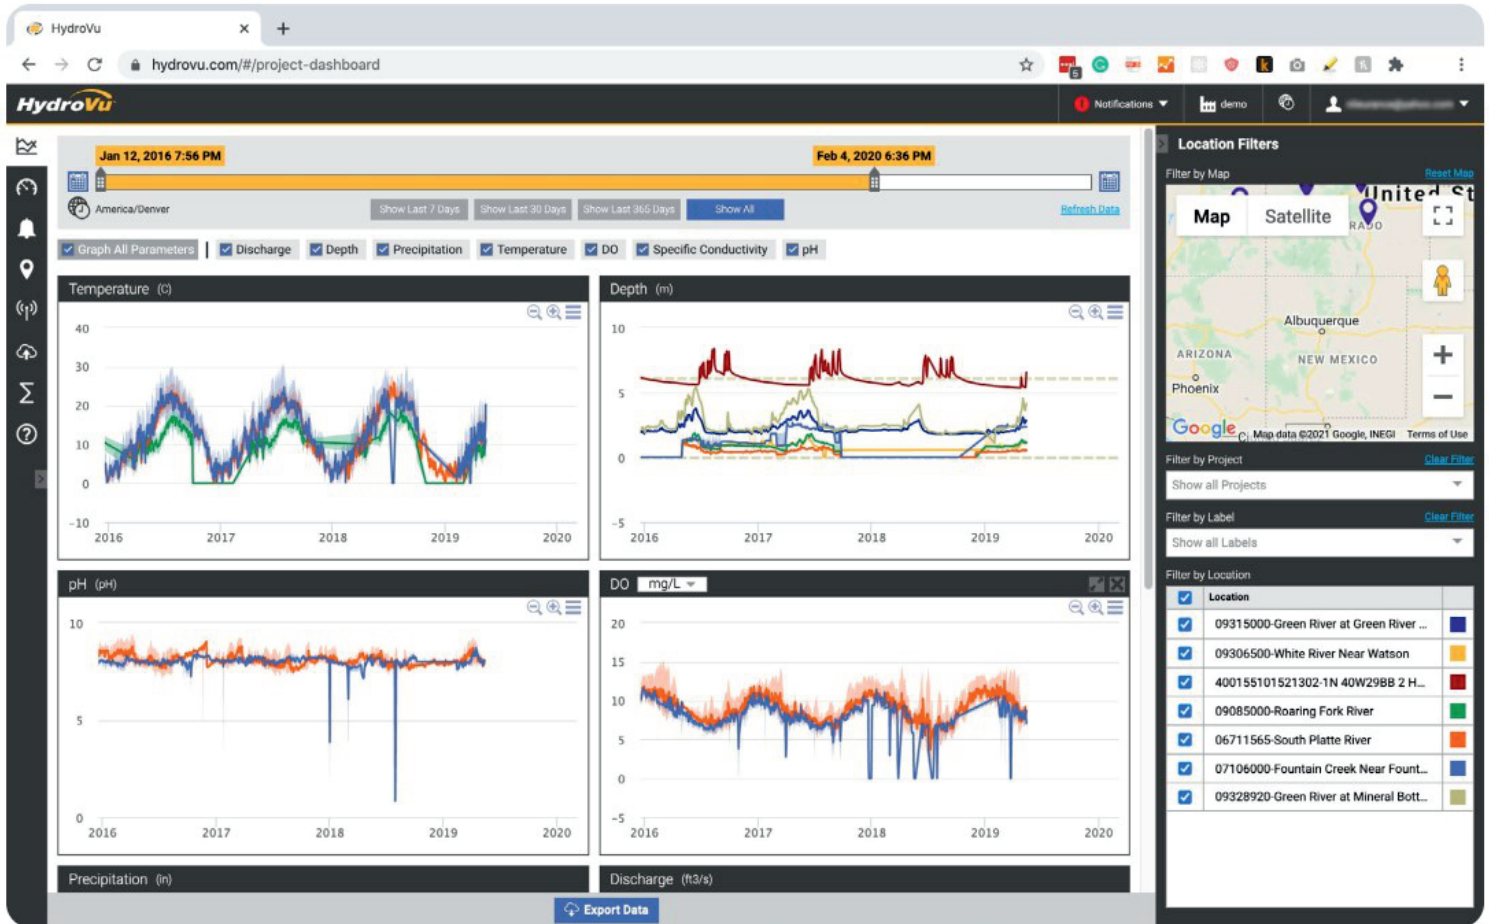 HydroVu
hydrovu.com/#/project-dashboard
5
HydroVu
Notifications
demo
Jan 12, 2016 7:56 PM
Feb 4, 2020 6:36 PM
America/Denver
Show Last 7 Days
Show Last 30 Days
Show Last 365 Days
Show All
Refresh Data
Graph All Parameters
Discharge
Depth
Precipitation
Temperature
DO
Specific Conductivity
pH
Temperature (C)
40
30
20
10
0
-10
2016 2017 2018 2019 2020
Depth (m)
10
5
0
-5
2016 2017 2018 2019 2020
pH (pH)
10
5
0
2016 2017 2018 2019 2020
DO mg/L
20
15
10
5
0
-5
2016 2017 2018 2019 2020
Precipitation (in)
Discharge (ft3/s)
Export Data
Location Filters
Filter by Map
Reset Map
United St
Map
Satellite
RADO
Albuquerque
ARIZONA
NEW MEXICO
Phoenix
Google
Map data ©2021 Google, INEGI
Terms of Use
Filter by Project
Clear Filter
Show all Projects
Filter by Label
Clear Filter
Show all Labels
Filter by Location
Location
09315000-Green River at Green River ...
09306500-White River Near Watson
400155101521302-1N 40W29BB 2 H...
09085000-Roaring Fork River
06711565-South Platte River
07106000-Fountain Creek Near Fount...
09328920-Green River at Mineral Bott...